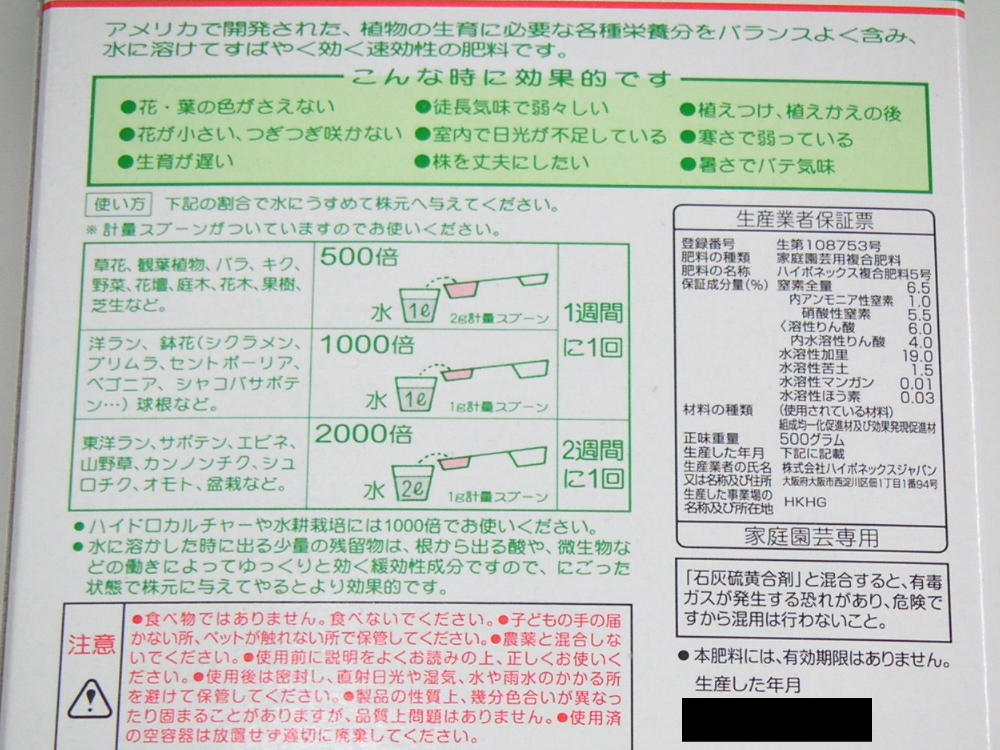 アメリカで開発された、植物の生育に必要な各種栄養分をバランスよく含み、
水に溶けてすばやく効く速効性の肥料です。
こんな時に効果的です
●花・葉の色がさえない
●花が小さい、つぎつぎ咲かない
●生育が遅い
●徒長気味で弱々しい
●室内で日光が不足している
●株を丈夫にしたい
●植えつけ、植えかえの後
●寒さで弱っている
●暑さでバテ気味
使い方 下記の割合で水にうすめて株元へ与えてください。
※計量スプーンがついていますのでお使いください。
草花、観葉植物、バラ、キク、
野菜、花壇、庭木、花木、果樹、
芝生など。
500倍
水 1ℓ 2g計量スプーン
洋ラン、鉢花(シクラメン、
プリムラ、セントポーリア、
ベゴニア、シャコバサボテ
ン…) 球根など。
1000倍
水 1ℓ 1g計量スプーン
1週間
に1回
東洋ラン、サボテン、エビネ、
山野草、カンノンチク、シュ
ロチク、オモト、盆栽など。
2000倍
水 2ℓ 1g計量スプーン
2週間
に1回
●ハイドロカルチャーや水耕栽培には1000倍でお使いください。
●水に溶かした時に出る少量の残留物は、根から出る酸や、微生物な
どの働きによってゆっくりと効く緩効性成分ですので、にごった
状態で株元に与えてやるとより効果的です。
注意
●食べ物ではありません。食べないでください。●子どもの手の届
かない所、ペットが触れない所で保管してください。●農薬と混合しな
いでください。●使用前に説明をよくお読みの上、正しくお使いく
ださい。●使用後は密封し、直射日光や湿気、水や雨水のかかる所
を避けて保管してください。●製品の性質上、幾分色合いが異なっ
たり固まることがありますが、品質上問題はありません。●使用済
の空容器は放置せず適切に廃棄してください。
生産業者保証票
登録番号 生第108753号
肥料の種類 家庭園芸用複合肥料
肥料の名称 ハイポネックス複合肥料5号
保証成分量(%) 窒素全量 6.5
内アンモニア性窒素 1.0
硝酸性窒素 5.5
く溶性りん酸 6.0
内水溶性りん酸 4.0
水溶性加里 19.0
水溶性苦土 1.5
水溶性マンガン 0.01
水溶性ほう素 0.03
材料の種類 (使用されている材料)
組成均一化促進材及び効果発現促進材
正味重量 500グラム
生産した年月 下記に記載
生産業者の氏名 株式会社ハイポネックスジャパン
又は名称及び住所 大阪府大阪市西淀川区佃1丁目1番94号
生産した事業場の
名称及び所在地 HKHG
家庭園芸専用
「石灰硫黄合剤」と混合すると、有毒
ガスが発生する恐れがあり、危険で
すから混用は行わないこと。
●本肥料には、有効期限はありません。
生産した年月